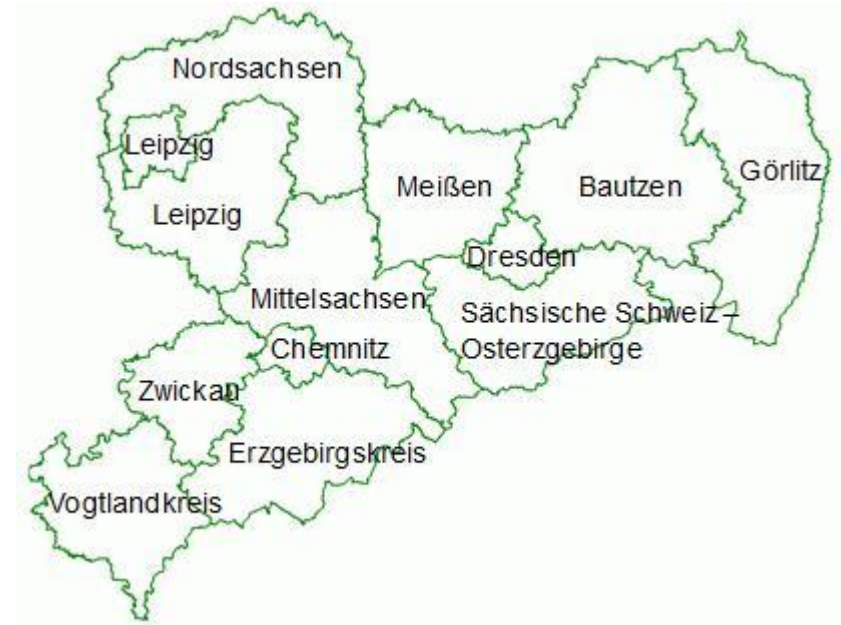 Nordsachsen
Leipzig
Leipzig
Meißen
Bautzen
Görlitz
Dresden
Mittelsachsen
Sächsische Schweiz–
Osterzgebirge
Chemnitz
Zwickau
Erzgebirgskreis
Vogtlandkreis